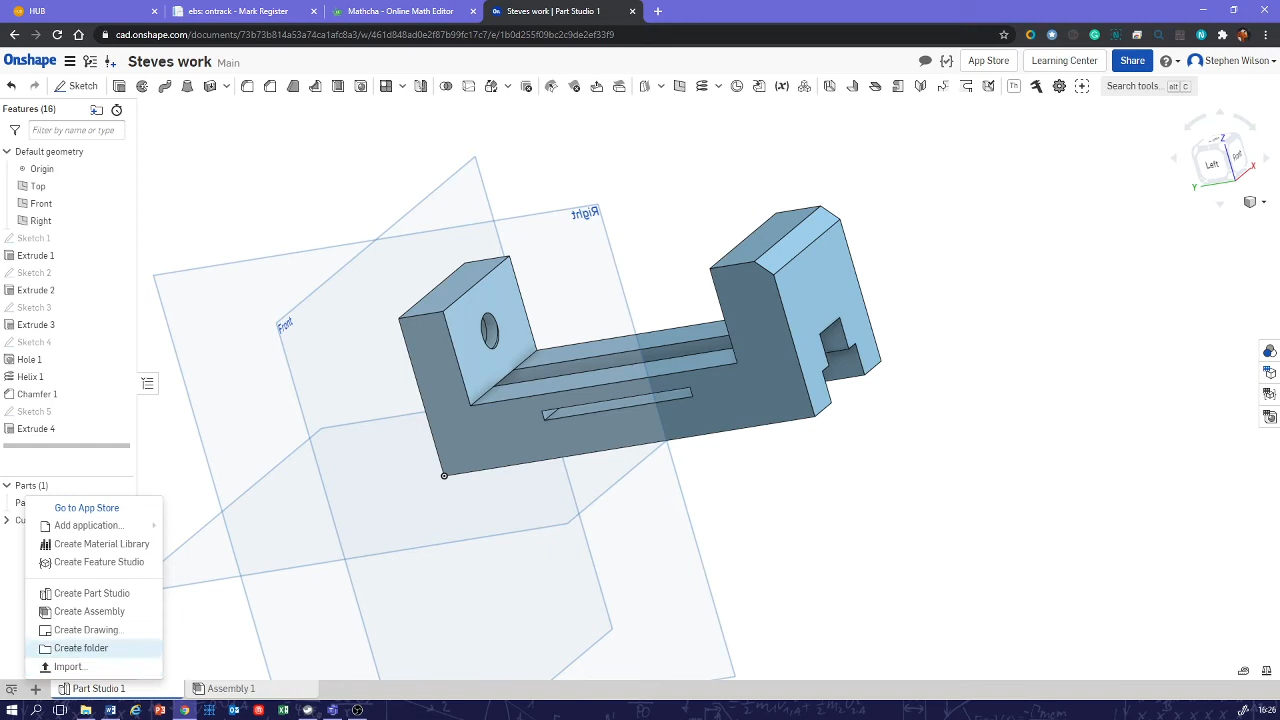 HUB
ebs: ontrack - Mark Register
Mathcha - Online Math Editor
Steves work | Part Studio 1
cad.onshape.com/documents/73b73b814a53a74ca1afc8a3/w/461d848ad0e2f87b99fc17c7/e/1b0d255f09bc2c9de2ef33f9
Onshape
Steves work
Main
App Store
Learning Center
Share
Stephen Wilson
Sketch
Search tools...
alt
C
Features (16)
Filter by name or type
Default geometry
Origin
Top
Front
Right
Sketch 1
Extrude 1
Sketch 2
Extrude 2
Sketch 3
Extrude 3
Sketch 4
Hole 1
Helix 1
Chamfer 1
Sketch 5
Extrude 4
Parts (1)
Pa
Cu
Right
Front
Z
Left
Front
X
Y
Go to App Store
Add application...
Create Material Library
Create Feature Studio
Create Part Studio
Create Assembly
Create Drawing...
Create folder
Import...
Part Studio 1
Assembly 1
16:26